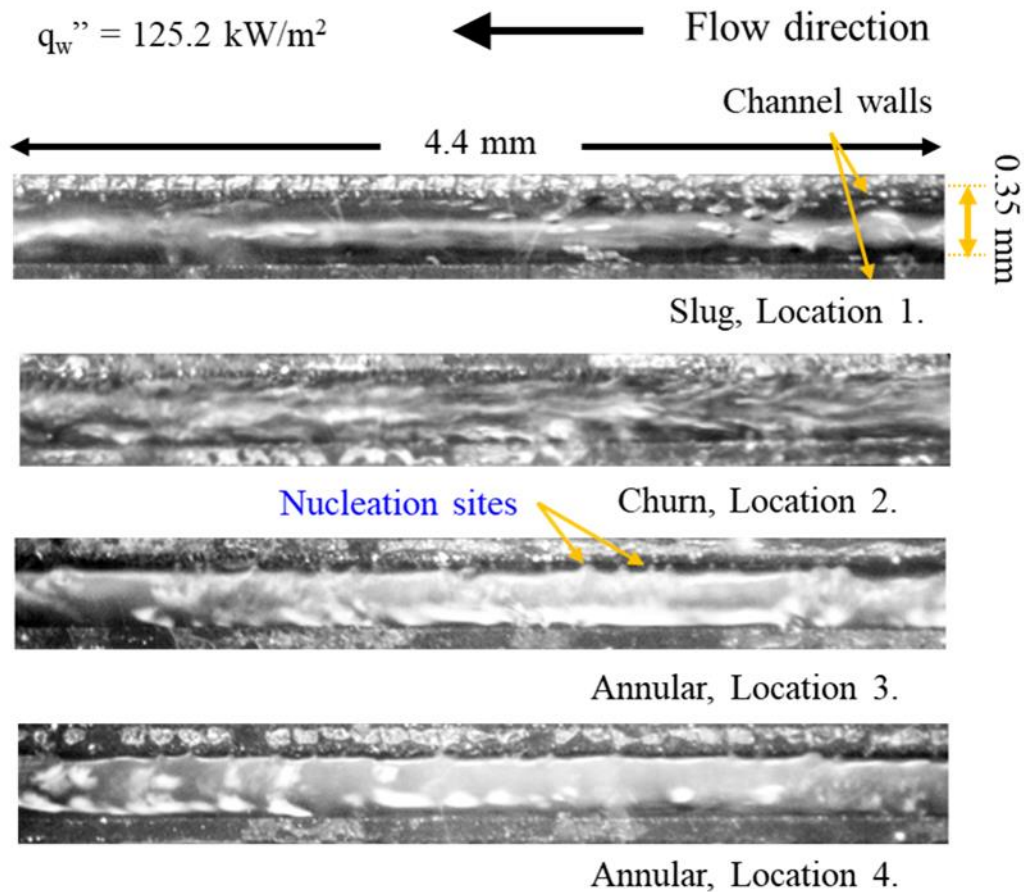 q_w” = 125.2 kW/m²
Flow direction
Channel walls
4.4 mm
0.35 mm
Slug, Location 1.
Churn, Location 2.
Nucleation sites
Annular, Location 3.
Annular, Location 4.